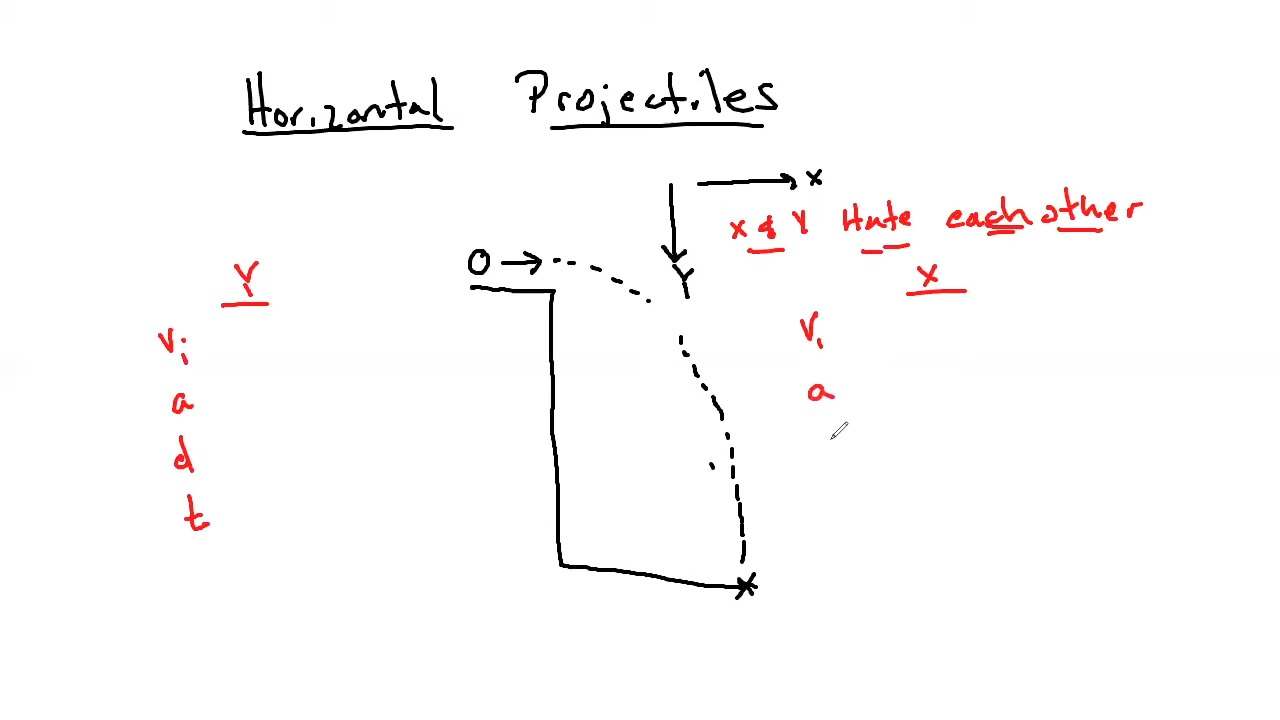 Horizontal Projectiles
X
X & Y Hate each other
O
Y
Y
X
Vi
Vi
a
a
d
t
X